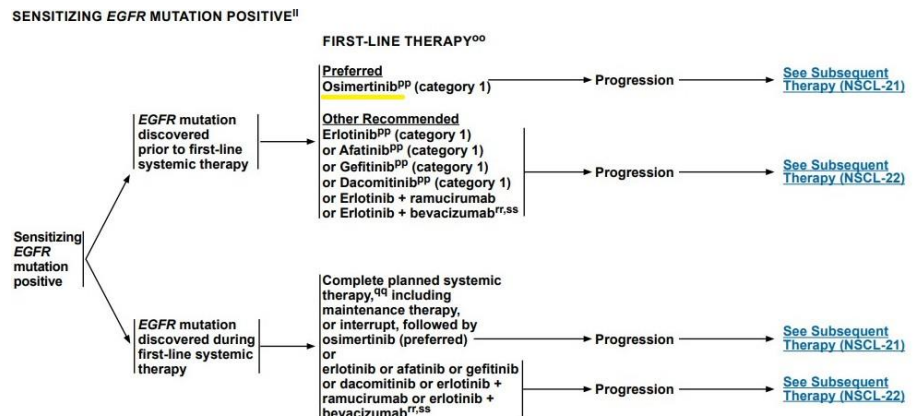 SENSITIZING EGFR MUTATION POSITIVEll
FIRST-LINE THERAPYoo
Preferred
Osimertinibpp (category 1)
Progression
See Subsequent
Therapy (NSCL-21)
EGFR mutation
discovered
prior to first-line
systemic therapy
Other Recommended
Erlotinibpp (category 1)
or Afatinibpp (category 1)
or Gefitinibpp (category 1)
or Dacomitinibpp (category 1)
or Erlotinib + ramucirumab
or Erlotinib + bevacizumabrr,ss
Progression
See Subsequent
Therapy (NSCL-22)
Sensitizing
EGFR
mutation
positive
EGFR mutation
discovered during
first-line systemic
therapy
Complete planned systemic
therapy,qq including
maintenance therapy,
or interrupt, followed by
osimertinib (preferred)
or
erlotinib or afatinib or gefitinib
or dacomitinib or erlotinib +
ramucirumab or erlotinib +
bevacizumabrr,ss
Progression
See Subsequent
Therapy (NSCL-21)
Progression
See Subsequent
Therapy (NSCL-22)